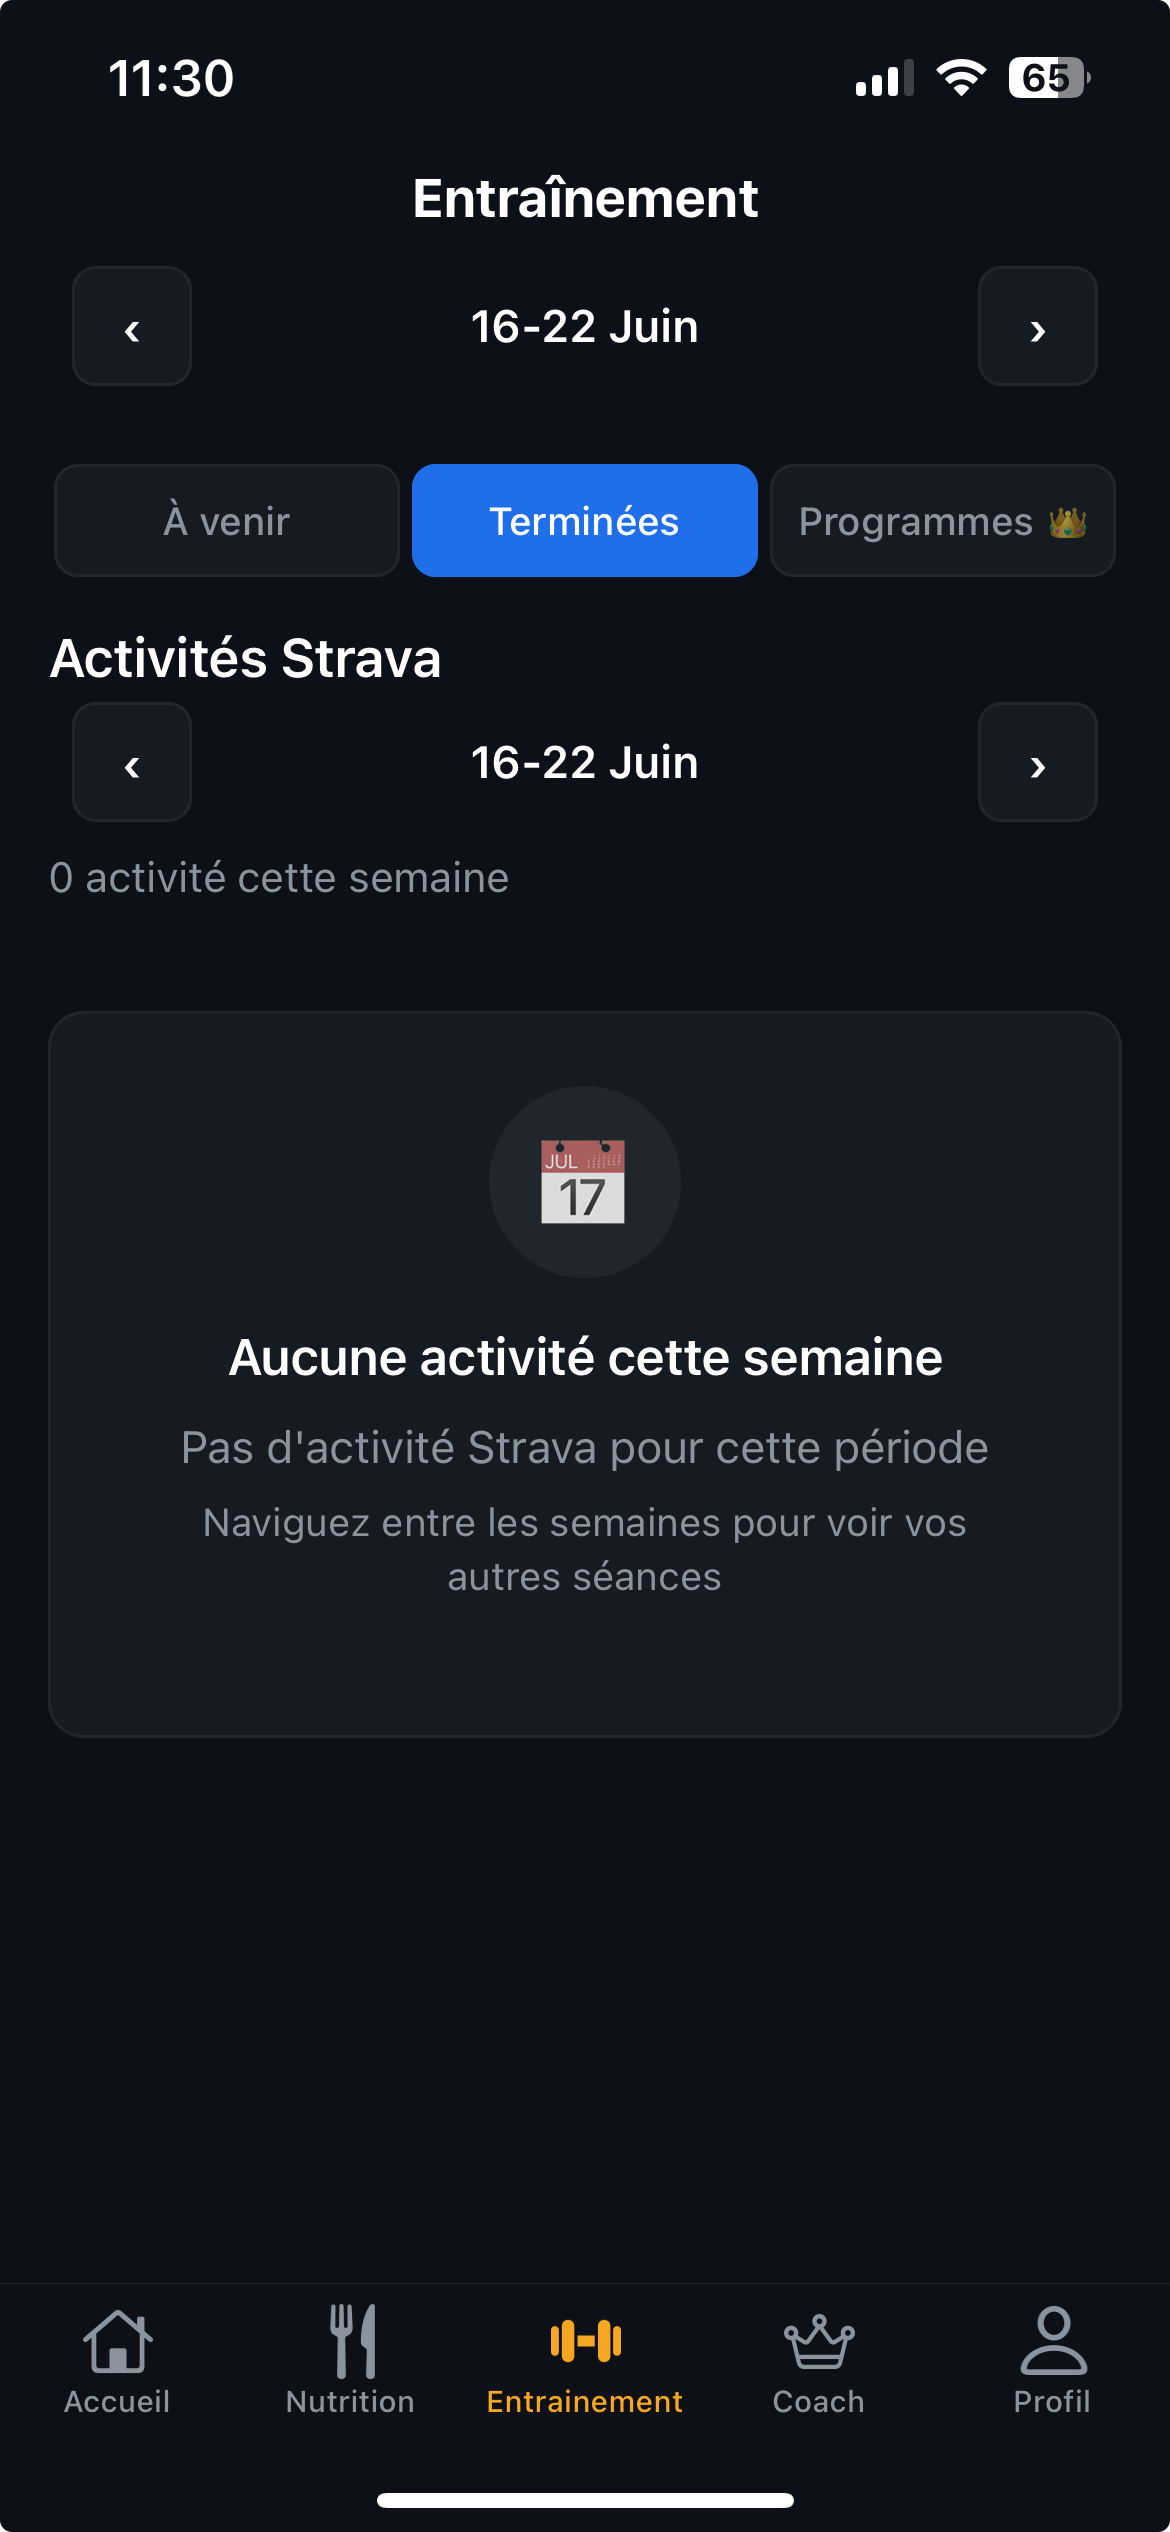 11:30
65
Entraînement
‹ 16-22 Juin ›
À venir Terminées Programmes 👑
Activités Strava
‹ 16-22 Juin ›
0 activité cette semaine
JUL
17
Aucune activité cette semaine
Pas d'activité Strava pour cette période
Naviguez entre les semaines pour voir vos
autres séances
Accueil Nutrition Entrainement Coach Profil